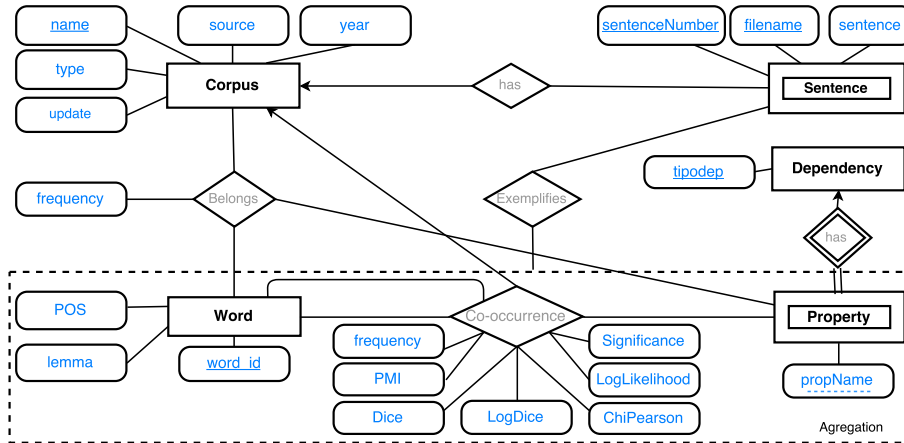 name
source
year
sentenceNumber
filename
sentence
type
Corpus
has
Sentence
update
Dependency
tipodep
frequency
Belongs
Exemplifies
has
POS
Word
Co-occurrence
Property
frequency
Significance
lemma
word_id
PMI
LogLikelihood
propName
Dice
LogDice
ChiPearson
Agregation